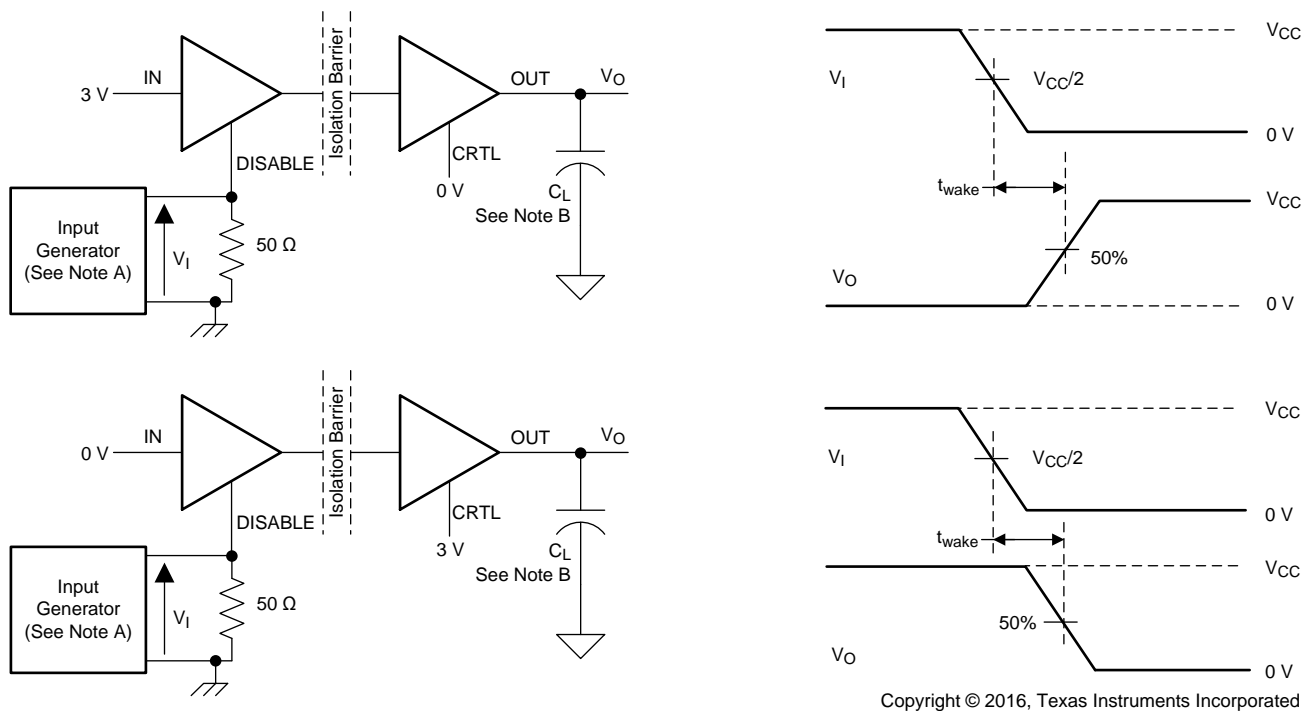 IN
3 V
DISABLE
Isolation Barrier
OUT
VO
CRTL
0 V
CL
See Note B
Input
Generator
(See Note A)
VI
50 Ω
VCC
VI
VCC/2
0 V
twake
VCC
50%
VO
0 V
IN
0 V
DISABLE
Isolation Barrier
OUT
VO
CRTL
3 V
CL
See Note B
Input
Generator
(See Note A)
VI
50 Ω
VCC
VI
VCC/2
0 V
twake
VCC
50%
VO
0 V
Copyright © 2016, Texas Instruments Incorporated